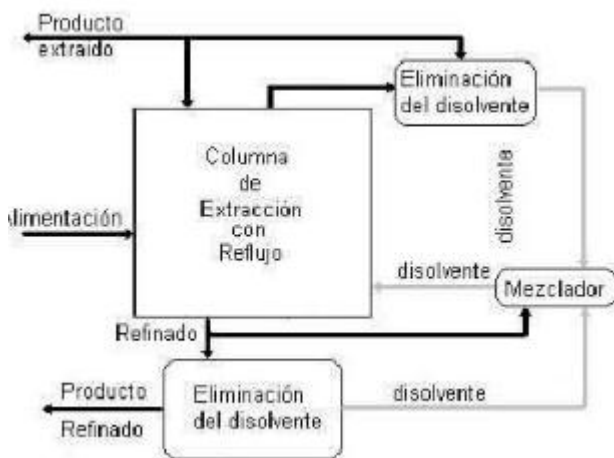 Producto
extraido
Eliminación
del disolvente
Columna
de
Extracción
con
Reflujo
disolvente
limentación
disolvente
Mezclador
Refinado
Producto
Refinado
Eliminación
del disolvente
disolvente